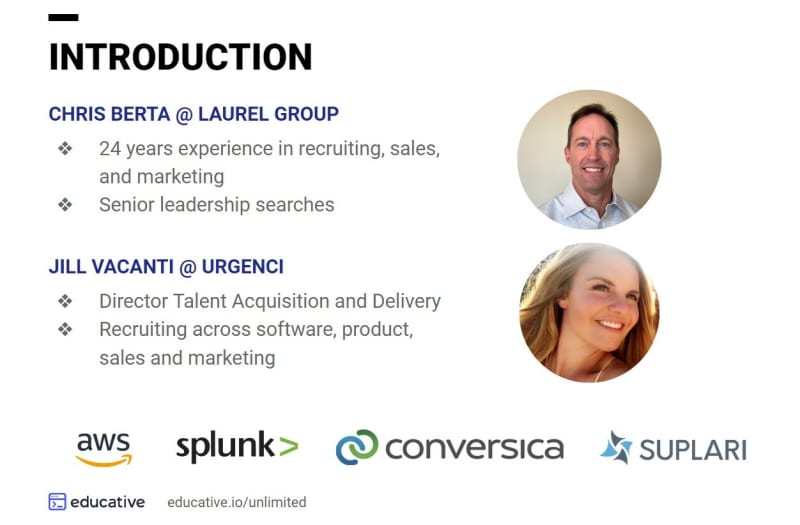 INTRODUCTION
CHRIS BERTA @ LAUREL GROUP
❖ 24 years experience in recruiting, sales,
and marketing
❖ Senior leadership searches
JILL VACANTI @ URGENCI
❖ Director Talent Acquisition and Delivery
❖ Recruiting across software, product,
sales and marketing
aws splunk> conversica SUPLARI
educative educative.io/unlimited